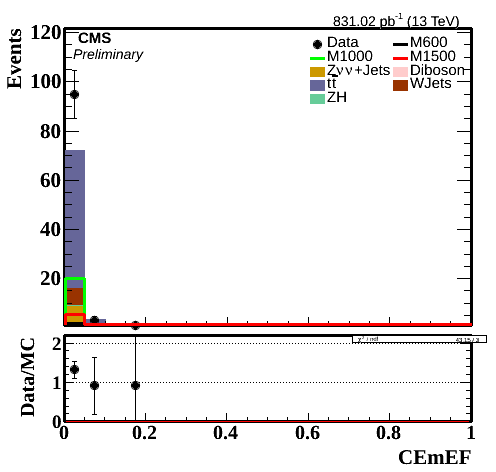 831.02 pb⁻¹ (13 TeV)
CMS
Preliminary
Data
M600
M1000
M1500
Zνν+Jets
Diboson
tt̄
WJets
ZH
Events
120
100
80
60
40
20
Data/MC
2
1
0
χ² / ndf
0
0.2
0.4
0.6
0.8
1
CEmEF